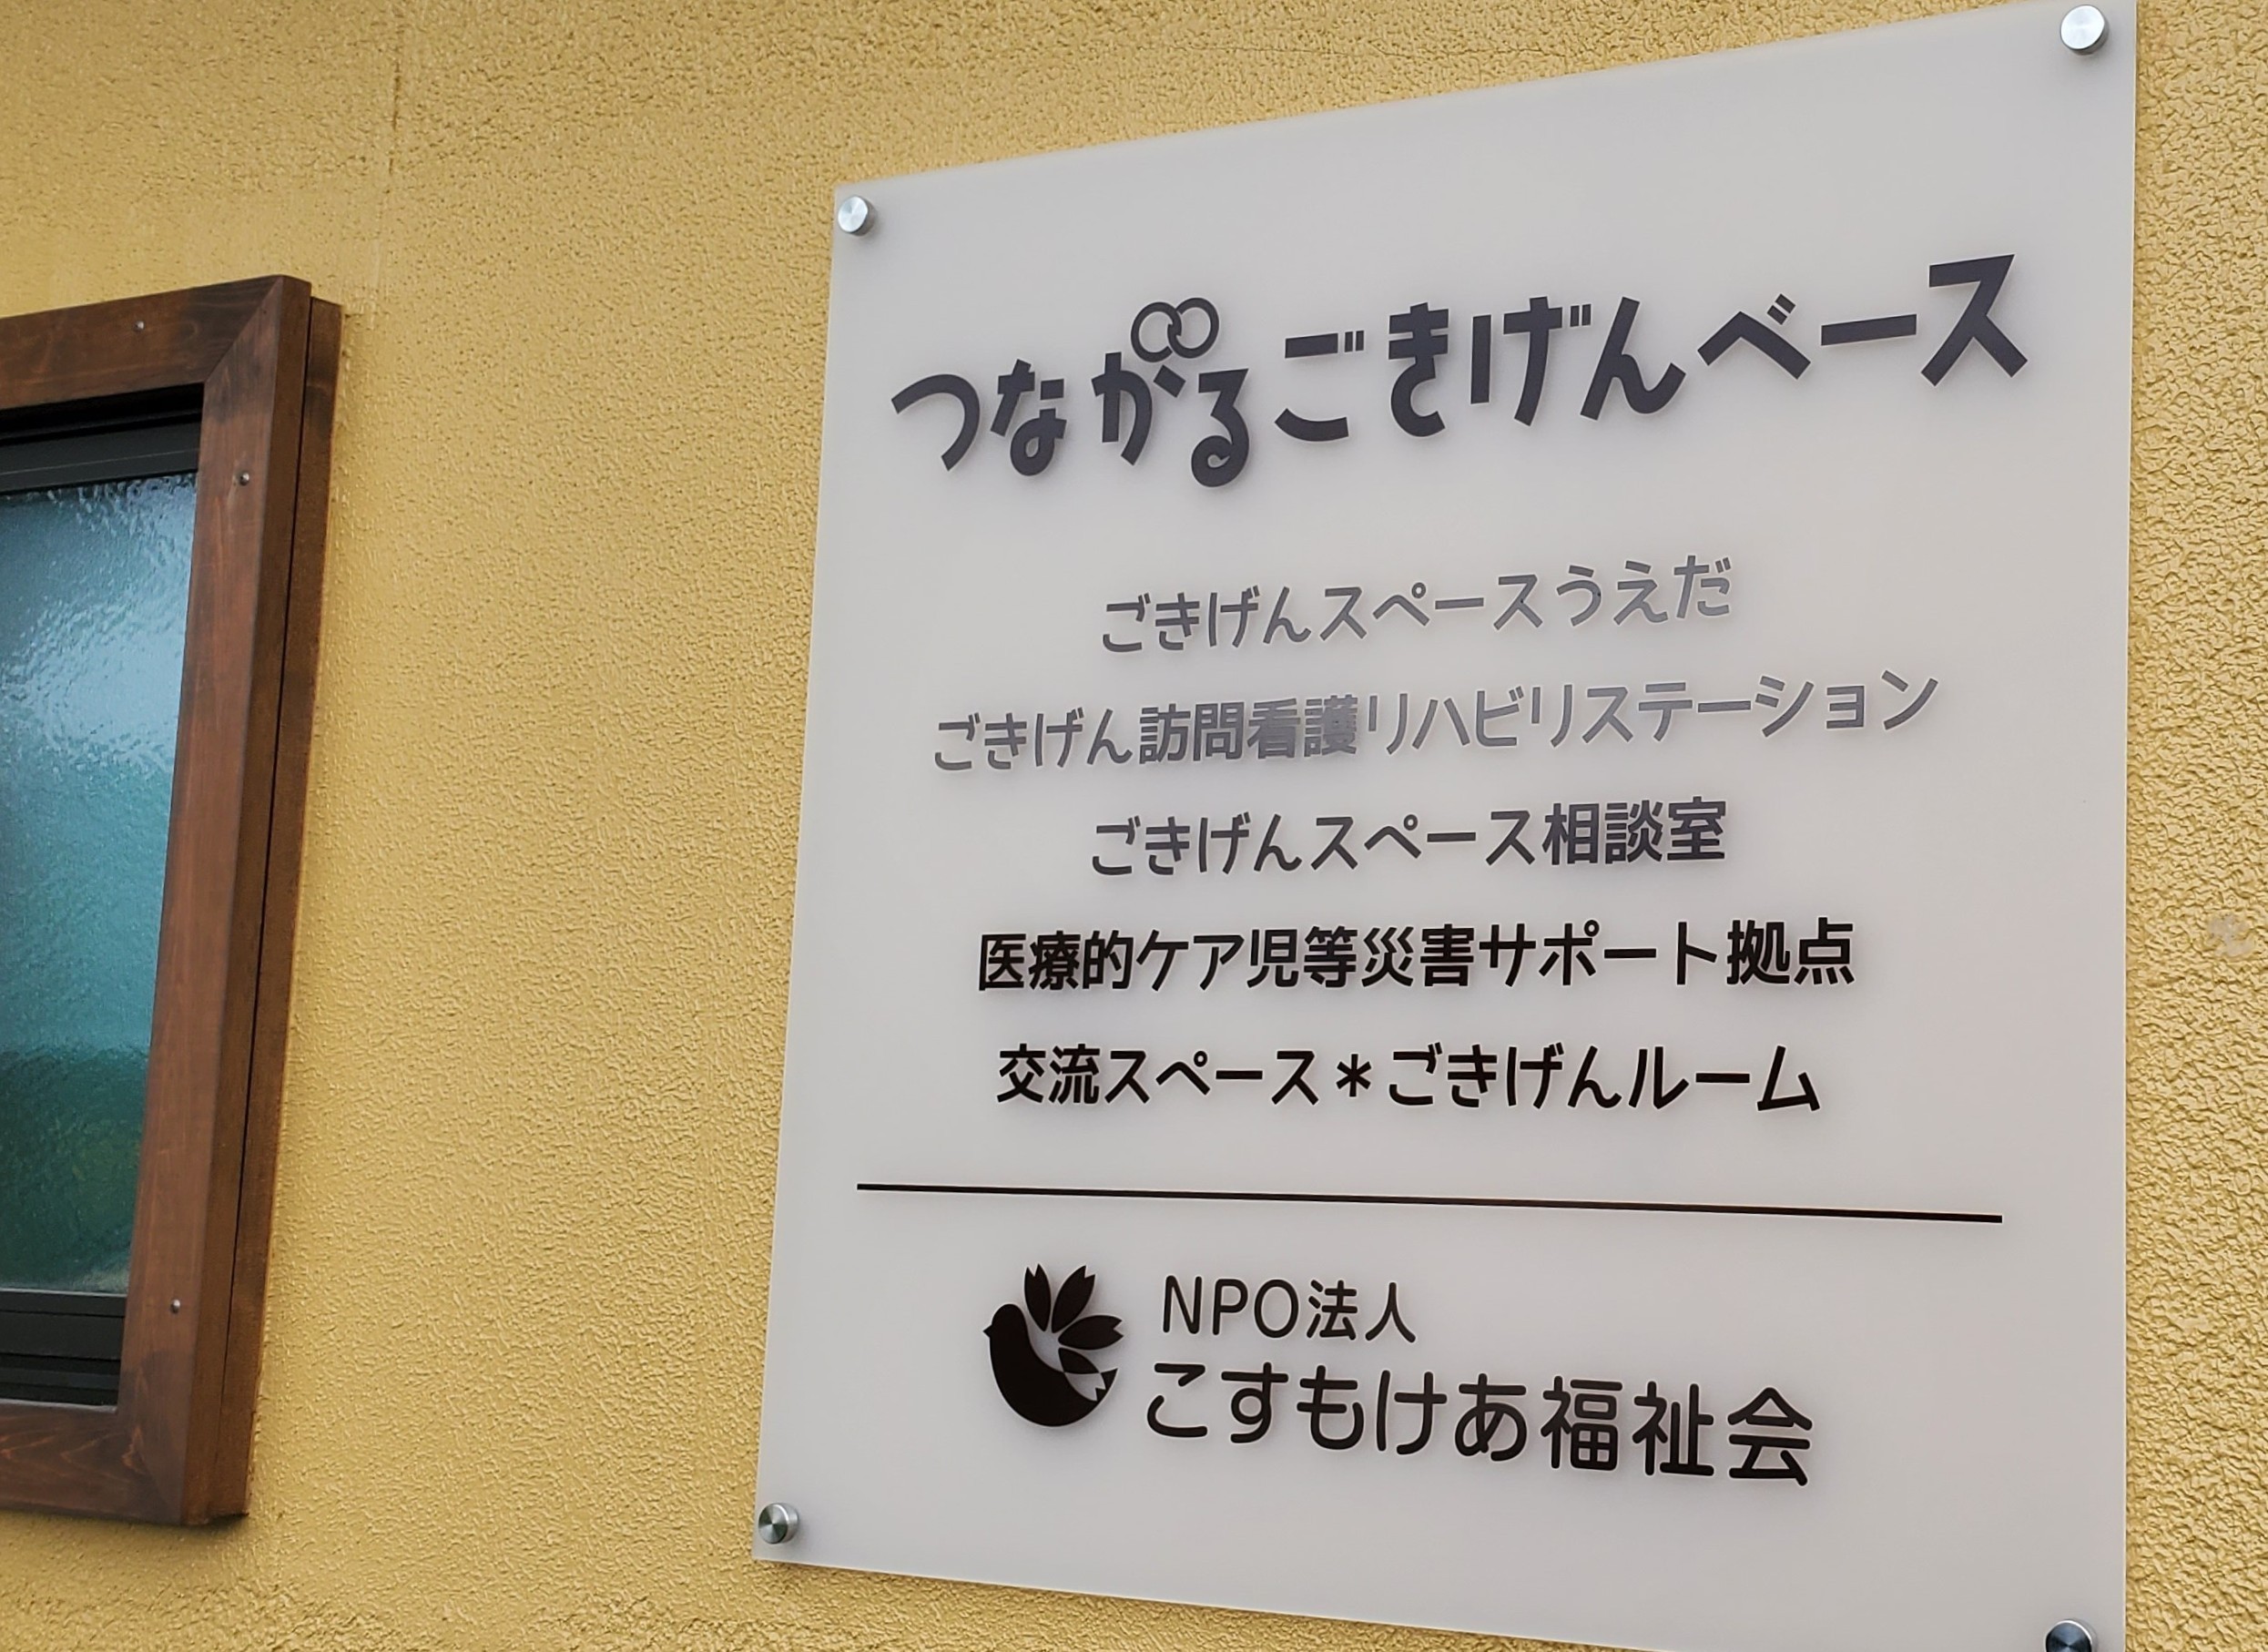 つながるごきげんベース
ごきげんスペースうえだ
ごきげん訪問看護リハビリステーション
ごきげんスペース相談室
医療的ケア児等災害サポート拠点
交流スペース＊ごきげんルーム
NPO法人
こすもけあ福祉会